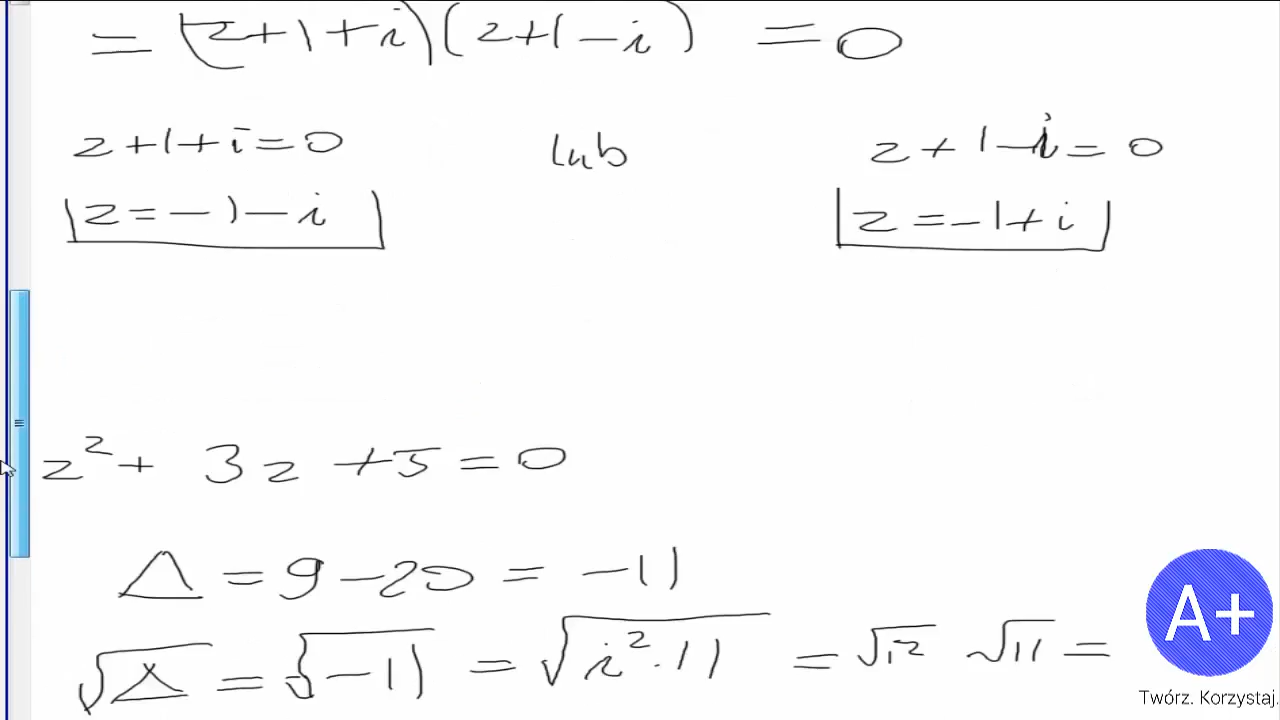 = (z+1+i)(z+1-i) = 0
z+1+i=0 lub z+1-i=0
z=-1-i z=-1+i
z²+ 3z +5=0
Δ = 9-20 = -11
√Δ = √-11 = √i²·11 = √i² √11 =
A+
Twórz. Korzystaj.